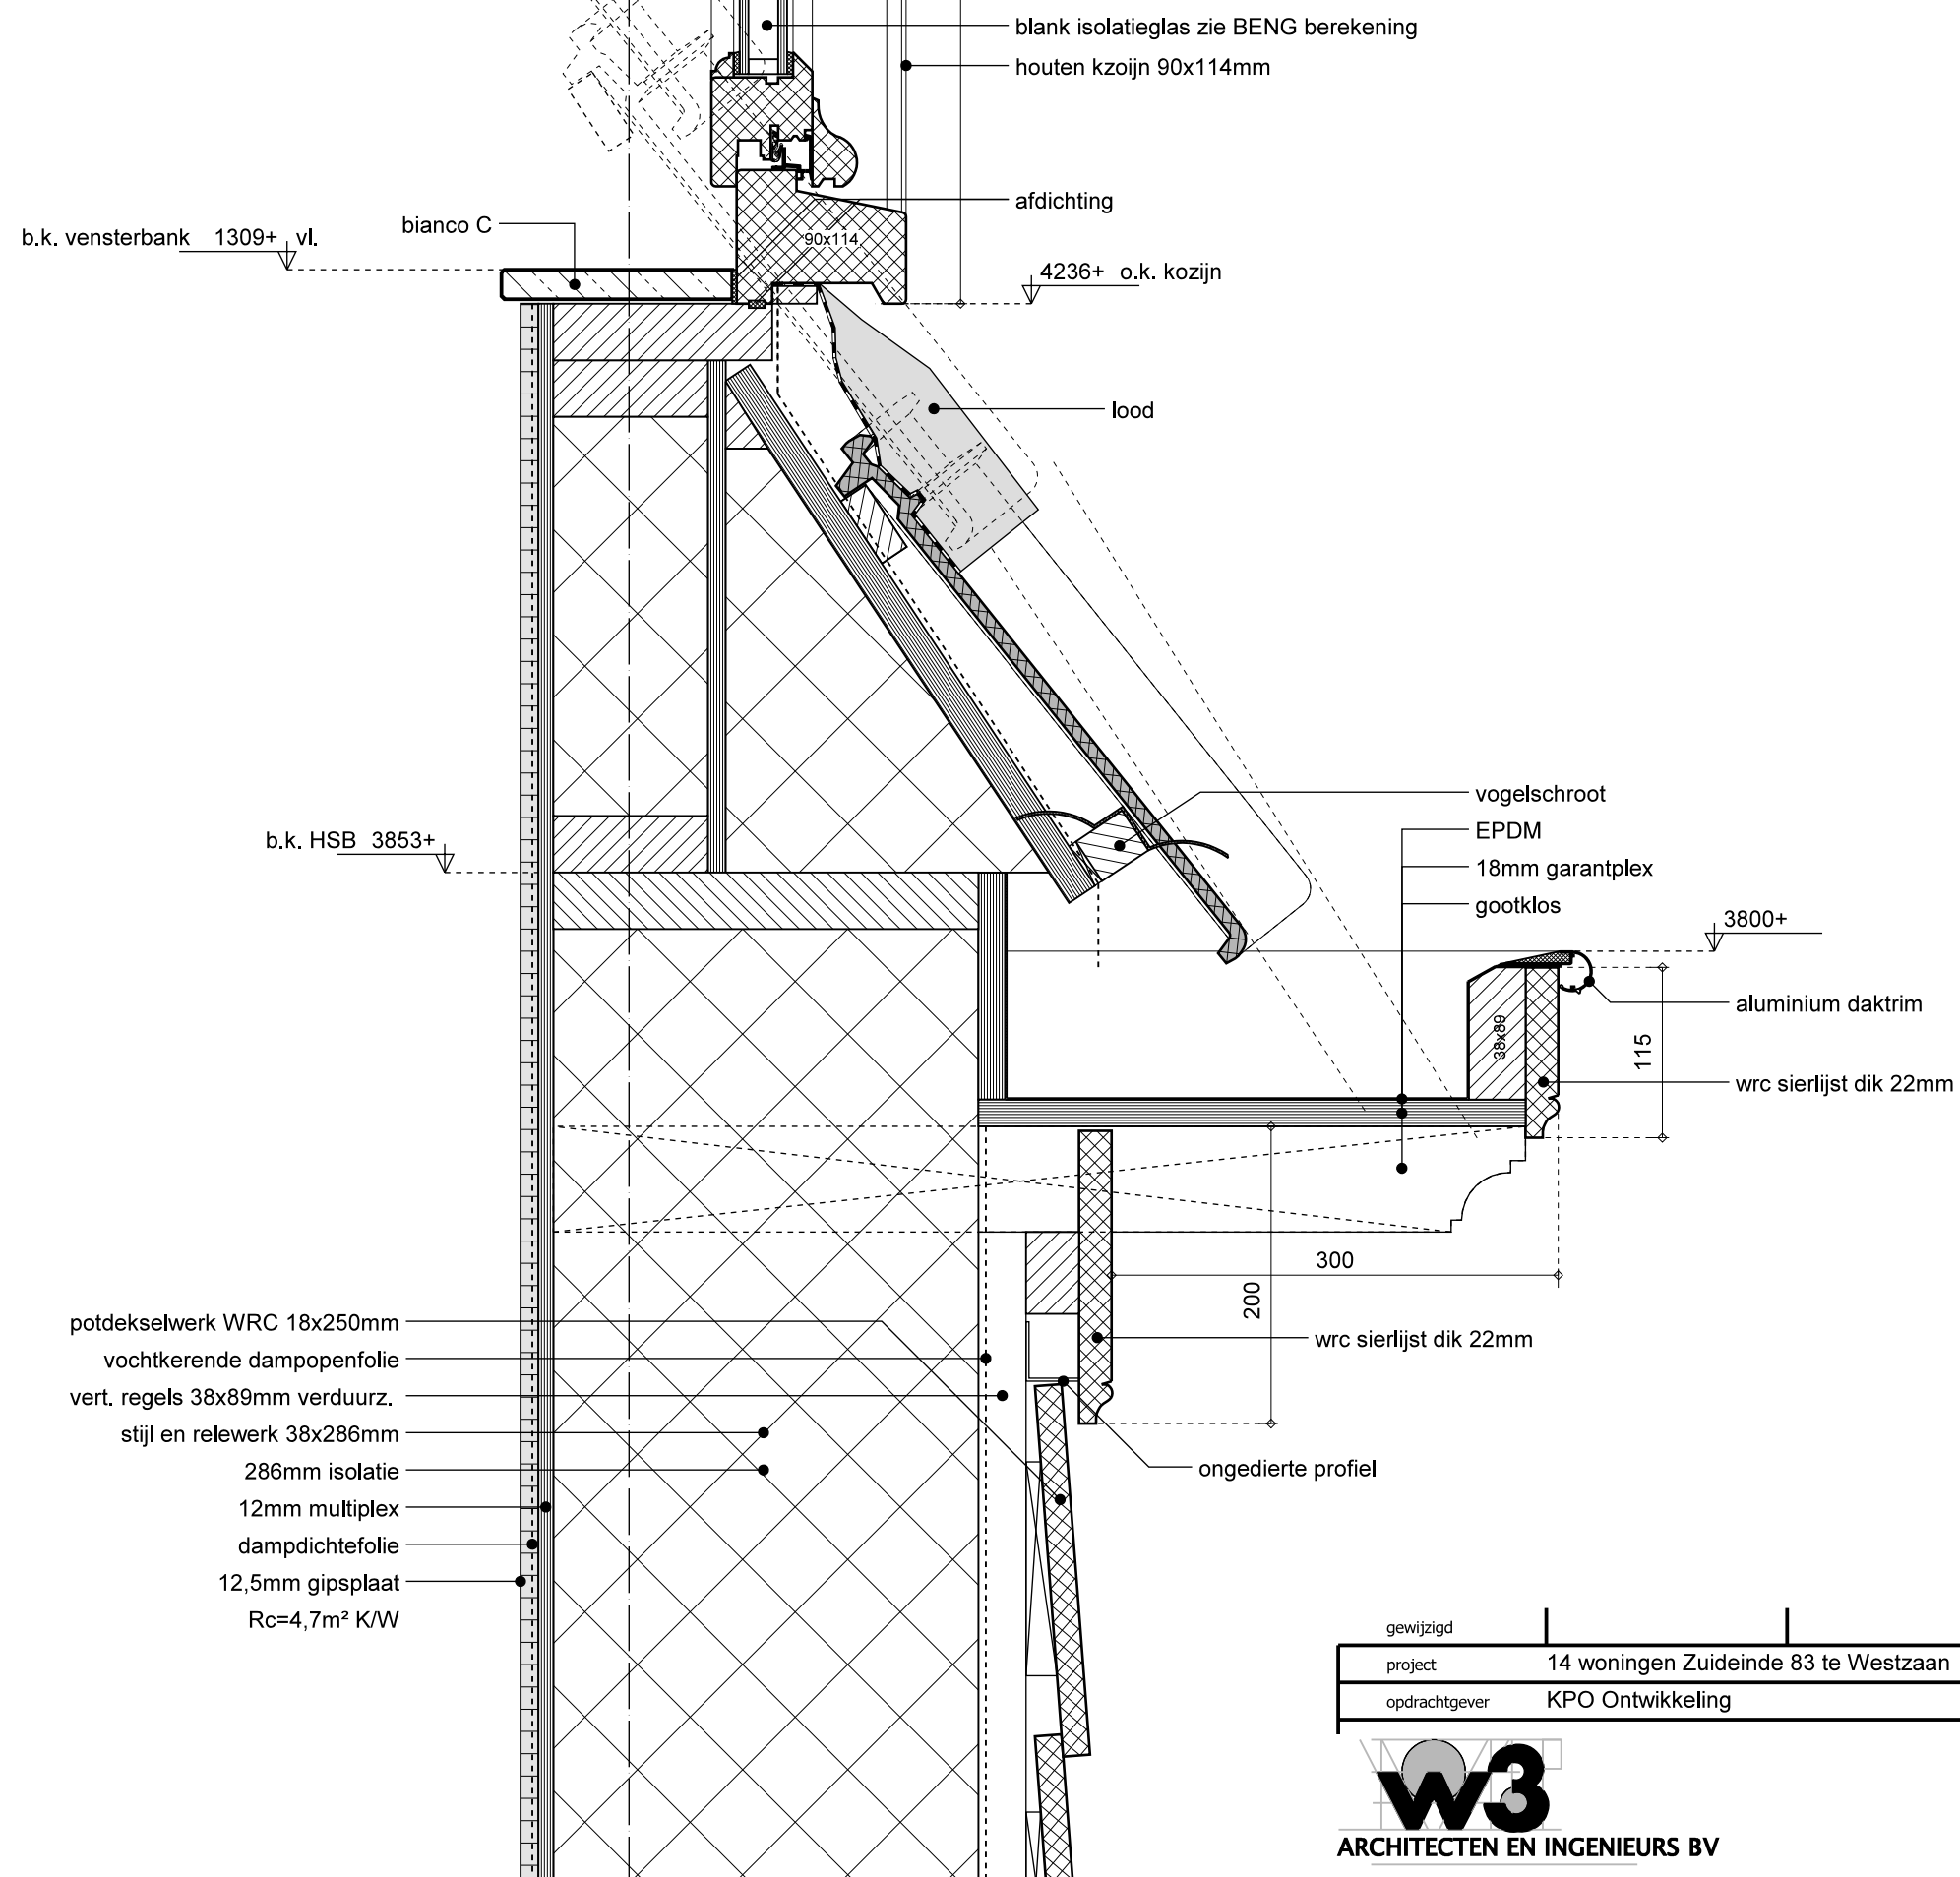 blank isolatieglas zie BENG berekening
houten kzoijn 90x114mm
afdichting
bianco C
b.k. vensterbank 1309+ vl.
90x114
4236+ o.k. kozijn
lood
vogelschroot
EPDM
18mm garantplex
gootklos
b.k. HSB 3853+
3800+
aluminium daktrim
38x89
115
wrc sierlijst dik 22mm
300
200
wrc sierlijst dik 22mm
ongedierte profiel
potdekselwerk WRC 18x250mm
vochtkerende dampopenfolie
vert. regels 38x89mm verduurz.
stijl en relewerk 38x286mm
286mm isolatie
12mm multiplex
dampdichtefolie
12,5mm gipsplaat
Rc=4,7m² K/W
gewijzigd
project 14 woningen Zuideinde 83 te Westzaan
opdrachtgever KPO Ontwikkeling
w3
ARCHITECTEN EN INGENIEURS BV